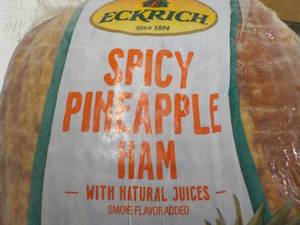 ECKRICH
SINCE 1894
SPICY
PINEAPPLE
HAM
WITH NATURAL JUICES
SMOKE FLAVOR ADDED